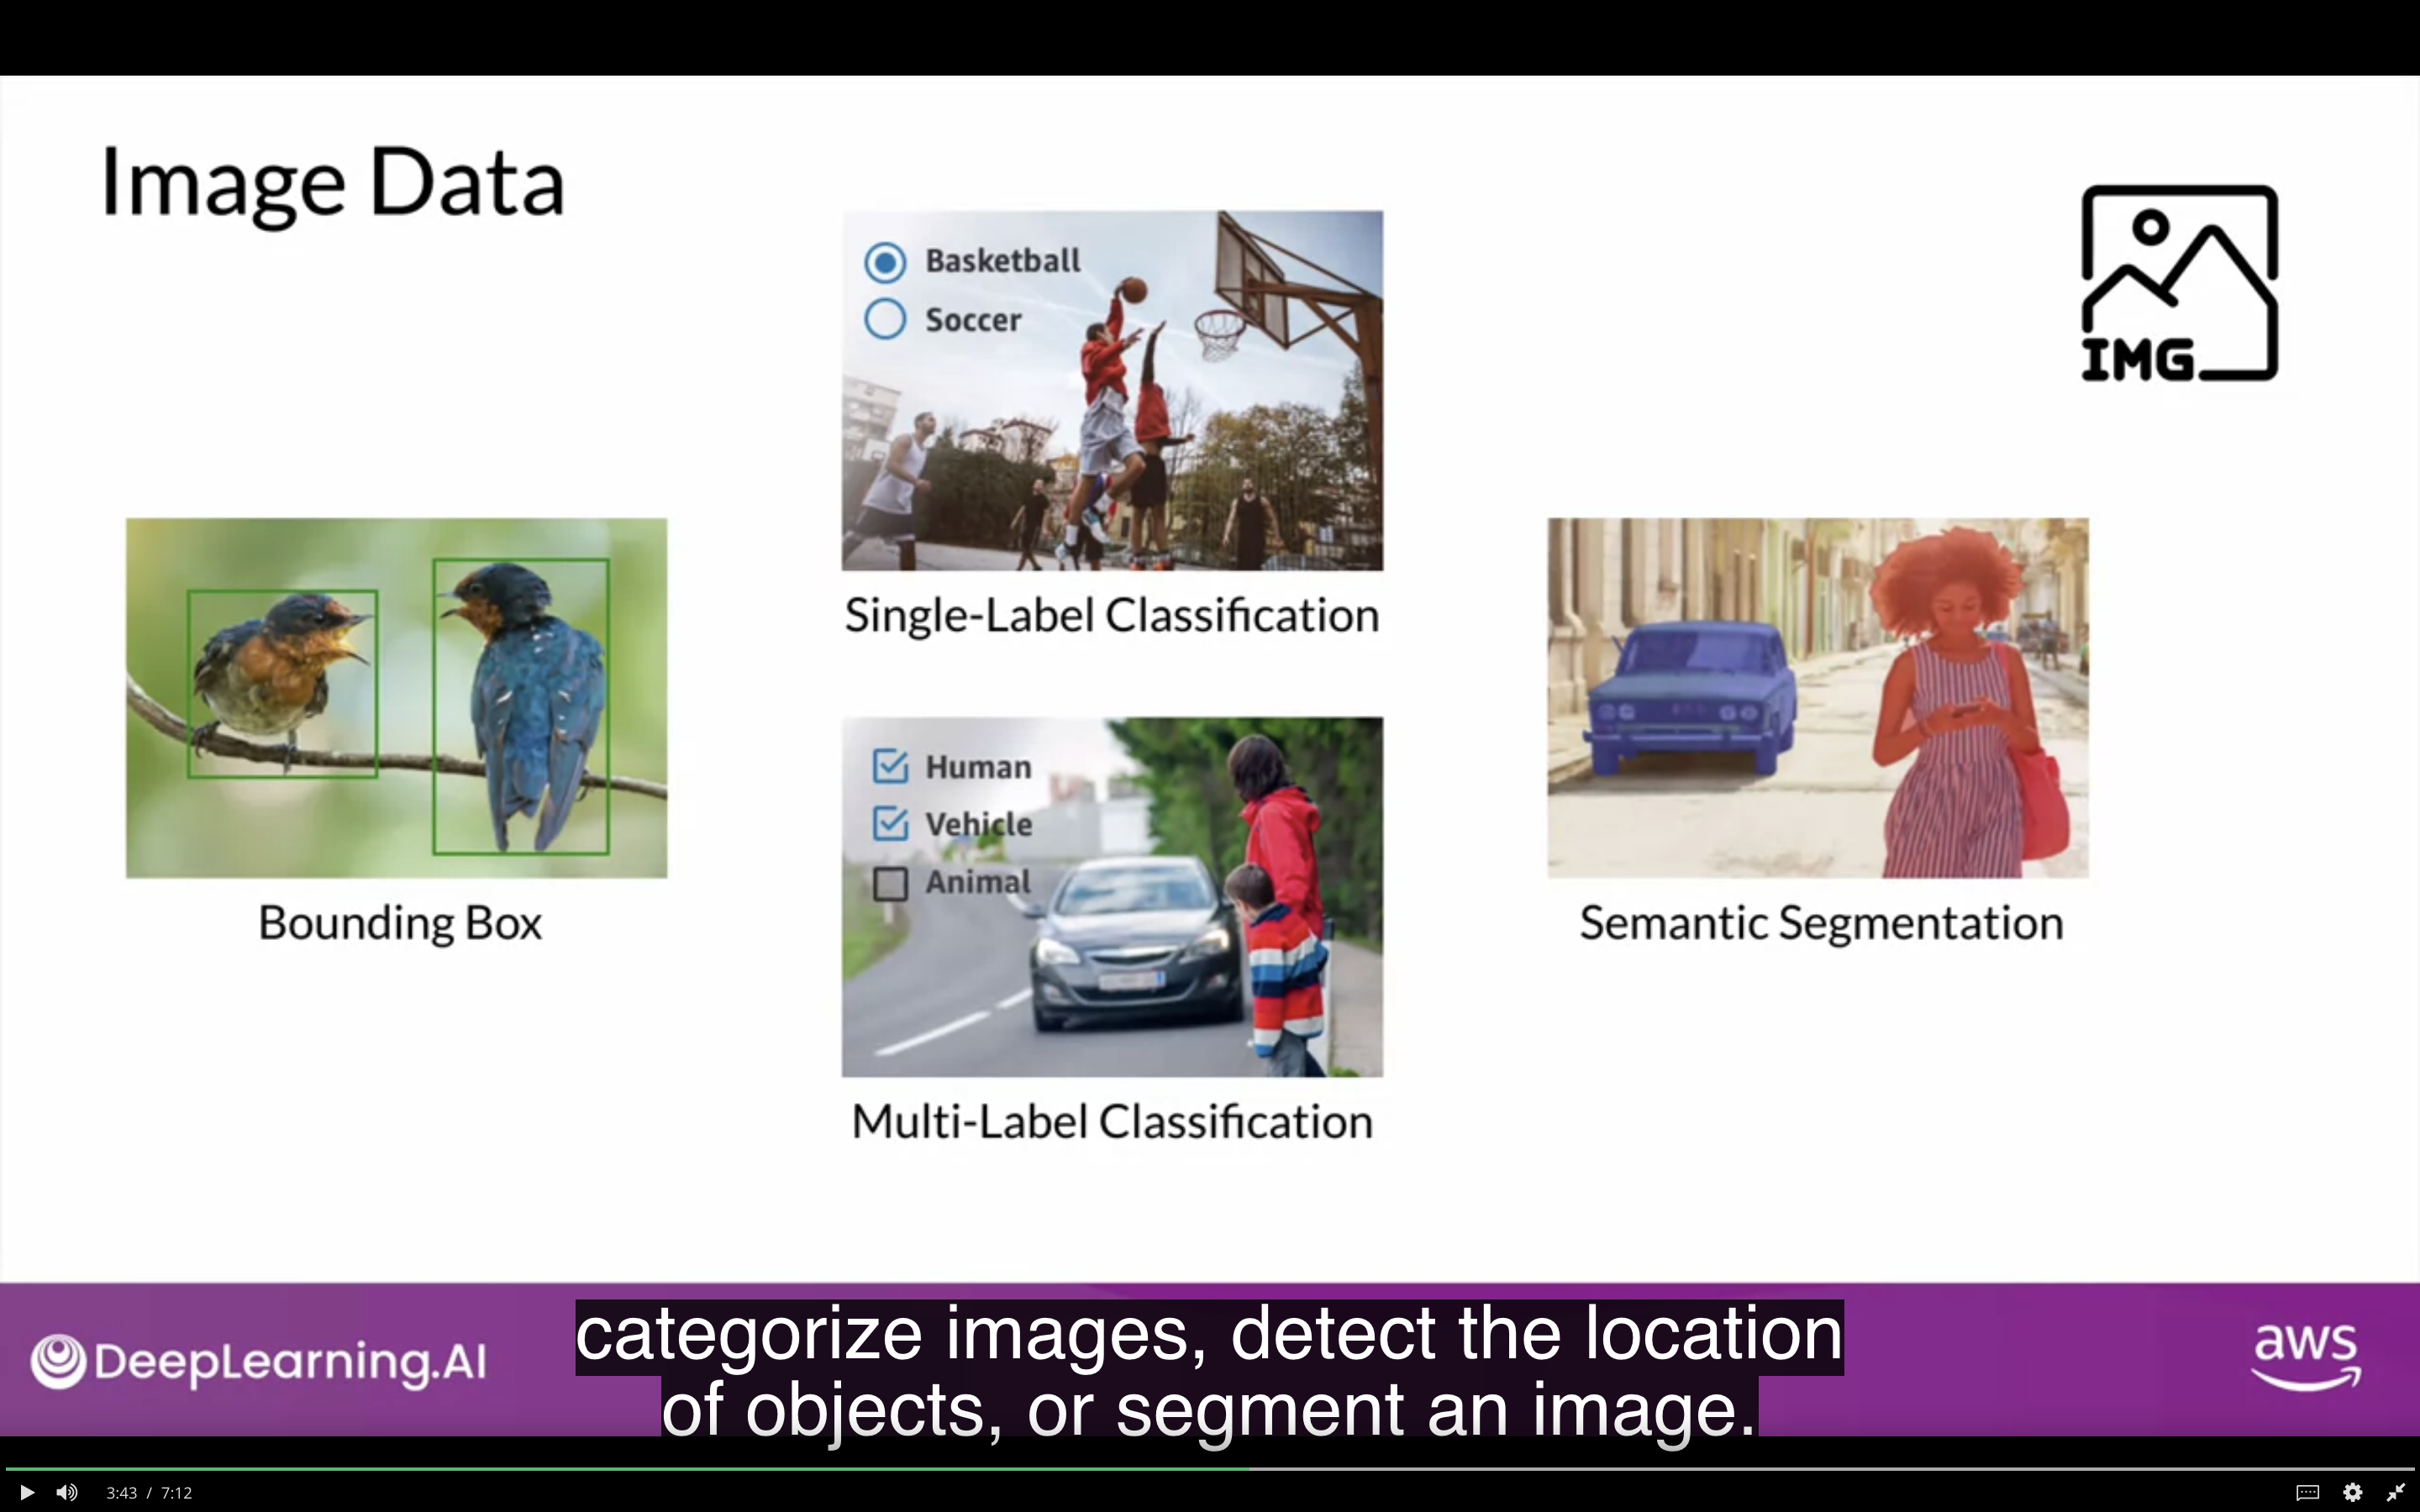 Image Data
Basketball
Soccer
IMG
Single-Label Classification
Human
Vehicle
Animal
Bounding Box
Semantic Segmentation
Multi-Label Classification
DeepLearning.AI
categorize images, detect the location
of objects, or segment an image.
aws
3:43 / 7:12